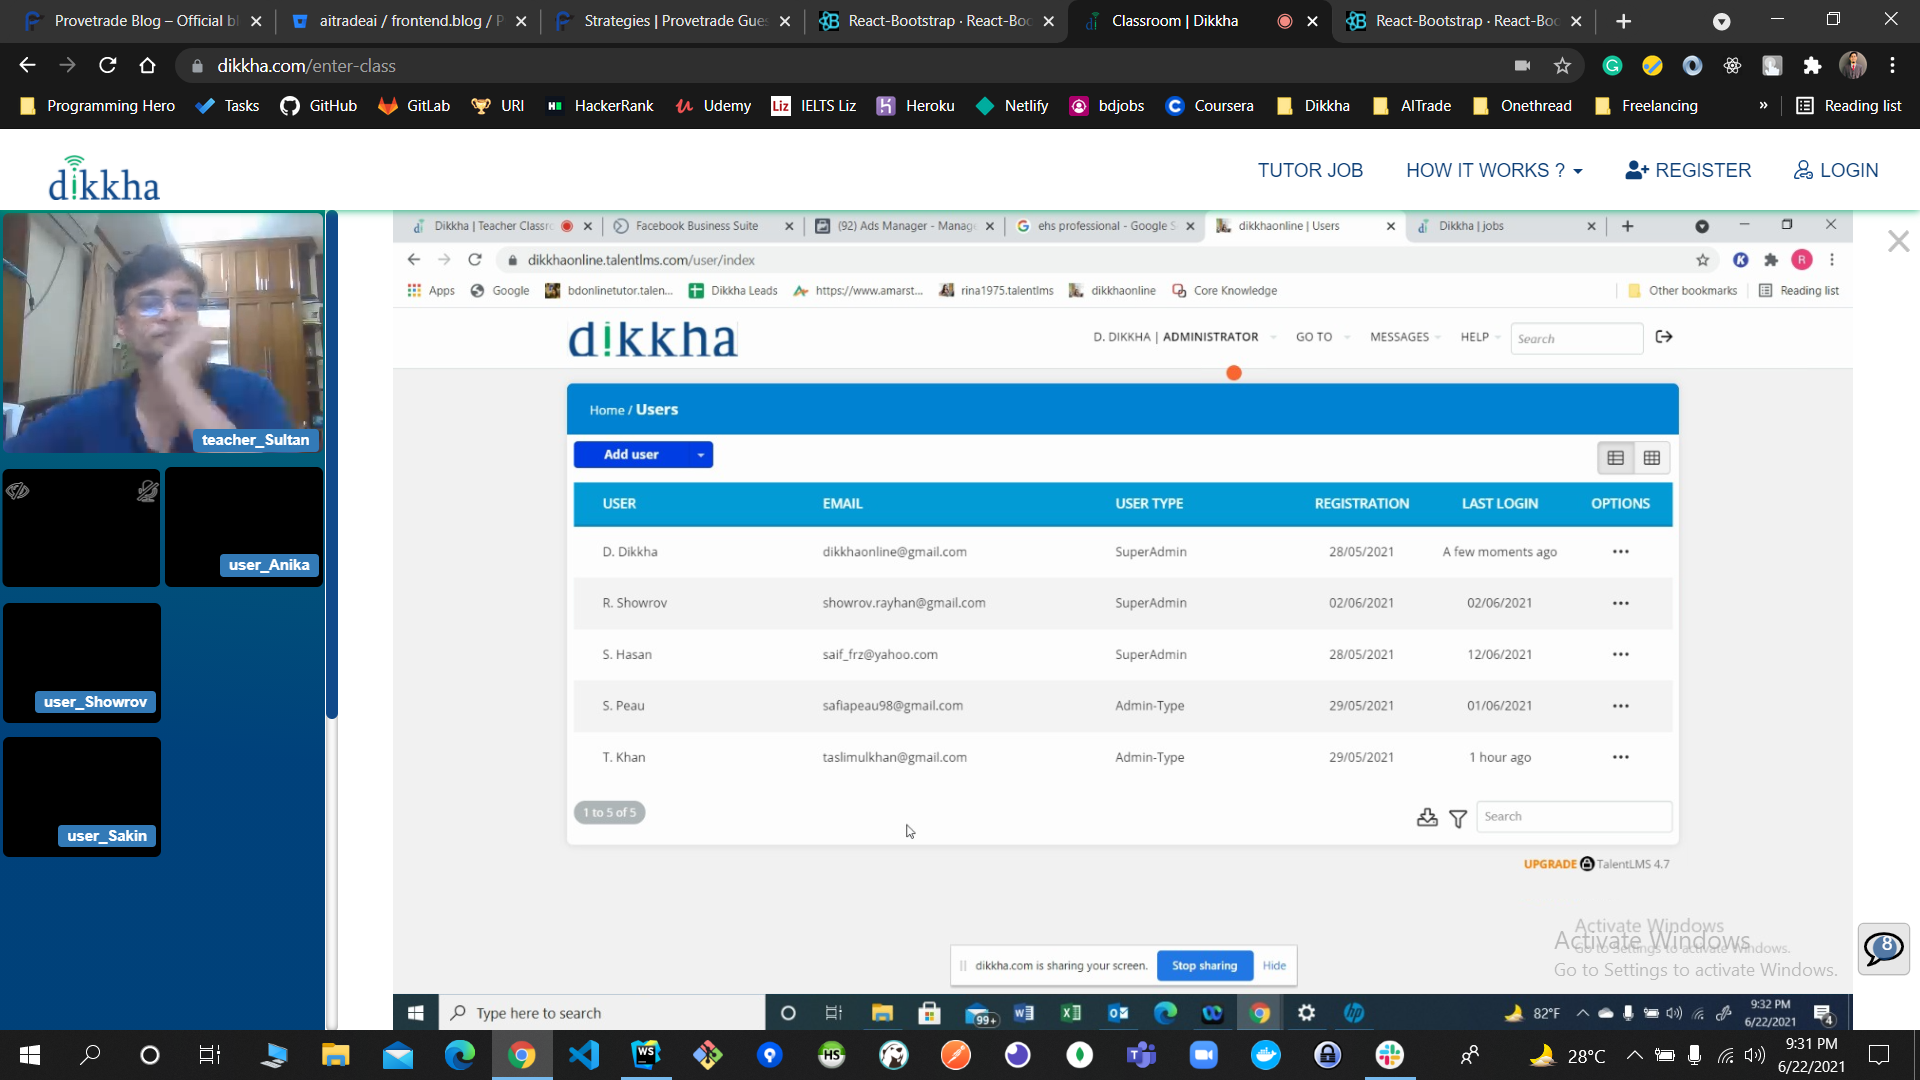 Provetrade Blog – Official bl
aitradeai / frontend.blog / P
Strategies | Provetrade Gues
React-Bootstrap · React-Boo
Classroom | Dikkha
React-Bootstrap · React-Boo
dikkha.com/enter-class
Programming Hero
Tasks
GitHub
GitLab
URI
HackerRank
Udemy
Liz IELTS Liz
Heroku
Netlify
bdjobs
Coursera
Dikkha
AITrade
Onethread
Freelancing
»
Reading list
dikkha
TUTOR JOB
HOW IT WORKS ?
REGISTER
LOGIN
teacher_Sultan
user_Anika
user_Showrov
user_Sakin
Dikkha | Teacher Classro
Facebook Business Suite
(92) Ads Manager - Manag
ehs professional - Google S
dikkhaonline | Users
Dikkha | jobs
dikkhaonline.talentlms.com/user/index
K
R
Apps
Google
bdonlinetutor.talen...
Dikkha Leads
https://www.amarst...
rina1975.talentlms
dikkhaonline
Core Knowledge
Other bookmarks
Reading list
dikkha
D. DIKKHA | ADMINISTRATOR
GO TO
MESSAGES
HELP
Search
Home / Users
Add user
USER EMAIL USER TYPE REGISTRATION LAST LOGIN OPTIONS
D. Dikkha dikkhaonline@gmail.com SuperAdmin 28/05/2021 A few moments ago
R. Showrov showrov.rayhan@gmail.com SuperAdmin 02/06/2021 02/06/2021
S. Hasan saif_frz@yahoo.com SuperAdmin 28/05/2021 12/06/2021
S. Peau safiapeau98@gmail.com Admin-Type 29/05/2021 01/06/2021
T. Khan taslimulkhan@gmail.com Admin-Type 29/05/2021 1 hour ago
1 to 5 of 5
Search
UPGRADE TalentLMS 4.7
Activate Windows
Go to Settings to activate Windows.
Activate Windows
Go to Settings to activate Windows.
8
dikkha.com is sharing your screen.
Stop sharing
Hide
Type here to search
99+
82°F
9:32 PM
6/22/2021
4
WS
HS
28°C
9:31 PM
6/22/2021